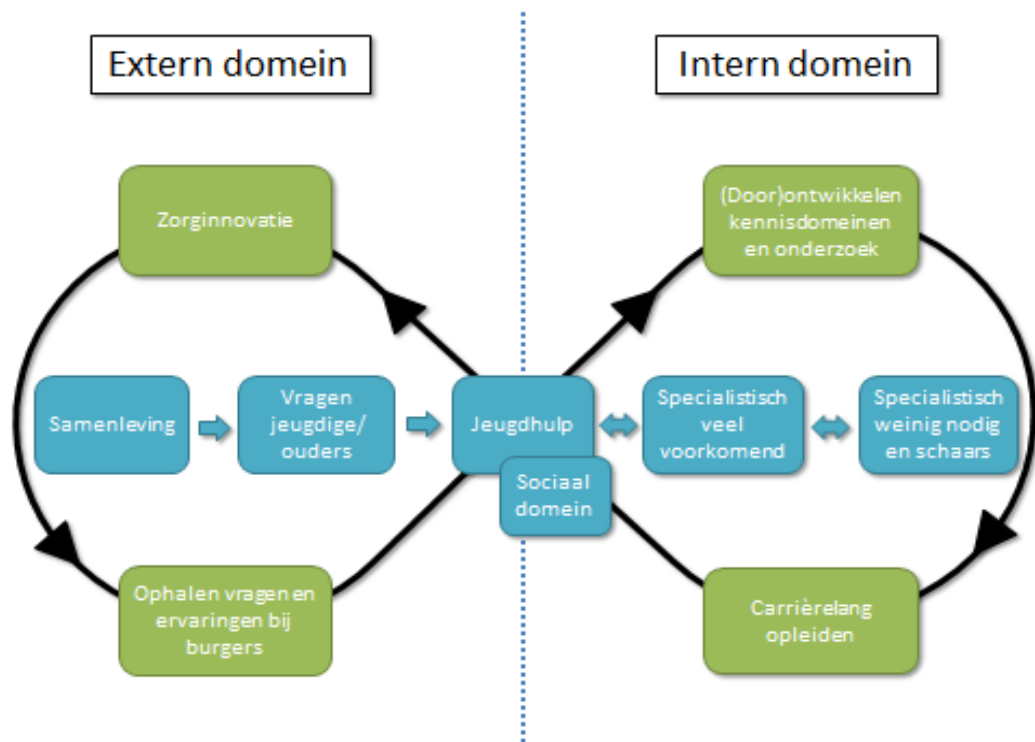 Extern domein
Intern domein
Zorginnovatie
(Door)ontwikkelen
kennisdomeinen
en onderzoek
Samenleving
Vragen
jeugdige/
ouders
Jeugdhulp
Specialistisch
veel
voorkomend
Specialistisch
weinig nodig
en schaars
Sociaal
domein
Ophalen vragen en
ervaringen bij
burgers
Carrièrelang
opleiden